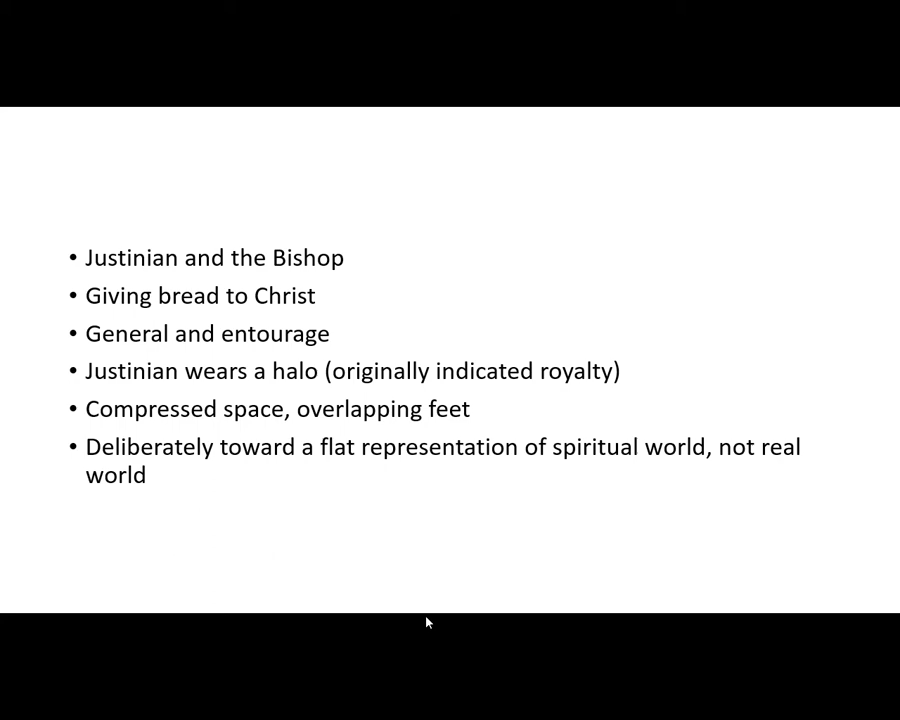 • Justinian and the Bishop
• Giving bread to Christ
• General and entourage
• Justinian wears a halo (originally indicated royalty)
• Compressed space, overlapping feet
• Deliberately toward a flat representation of spiritual world, not real
world